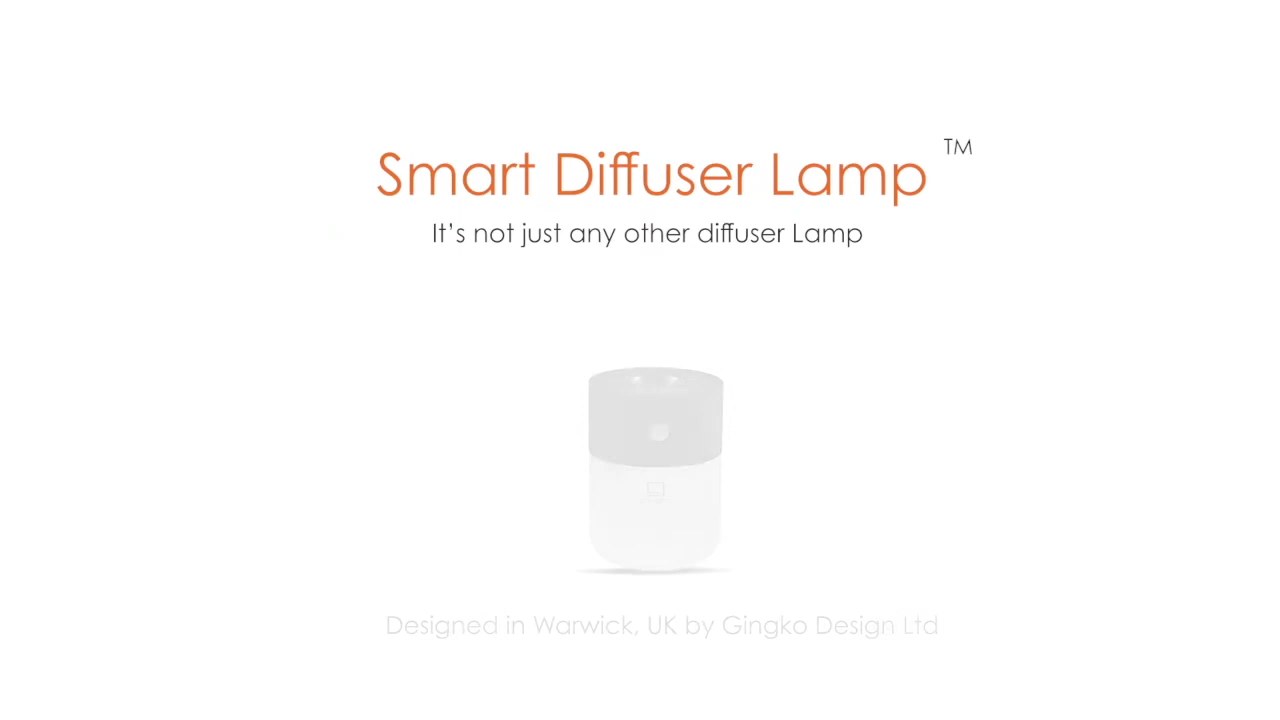 Smart Diffuser Lamp ™
It's not just any other diffuser Lamp
Designed in Warwick, UK by Gingko Design Ltd